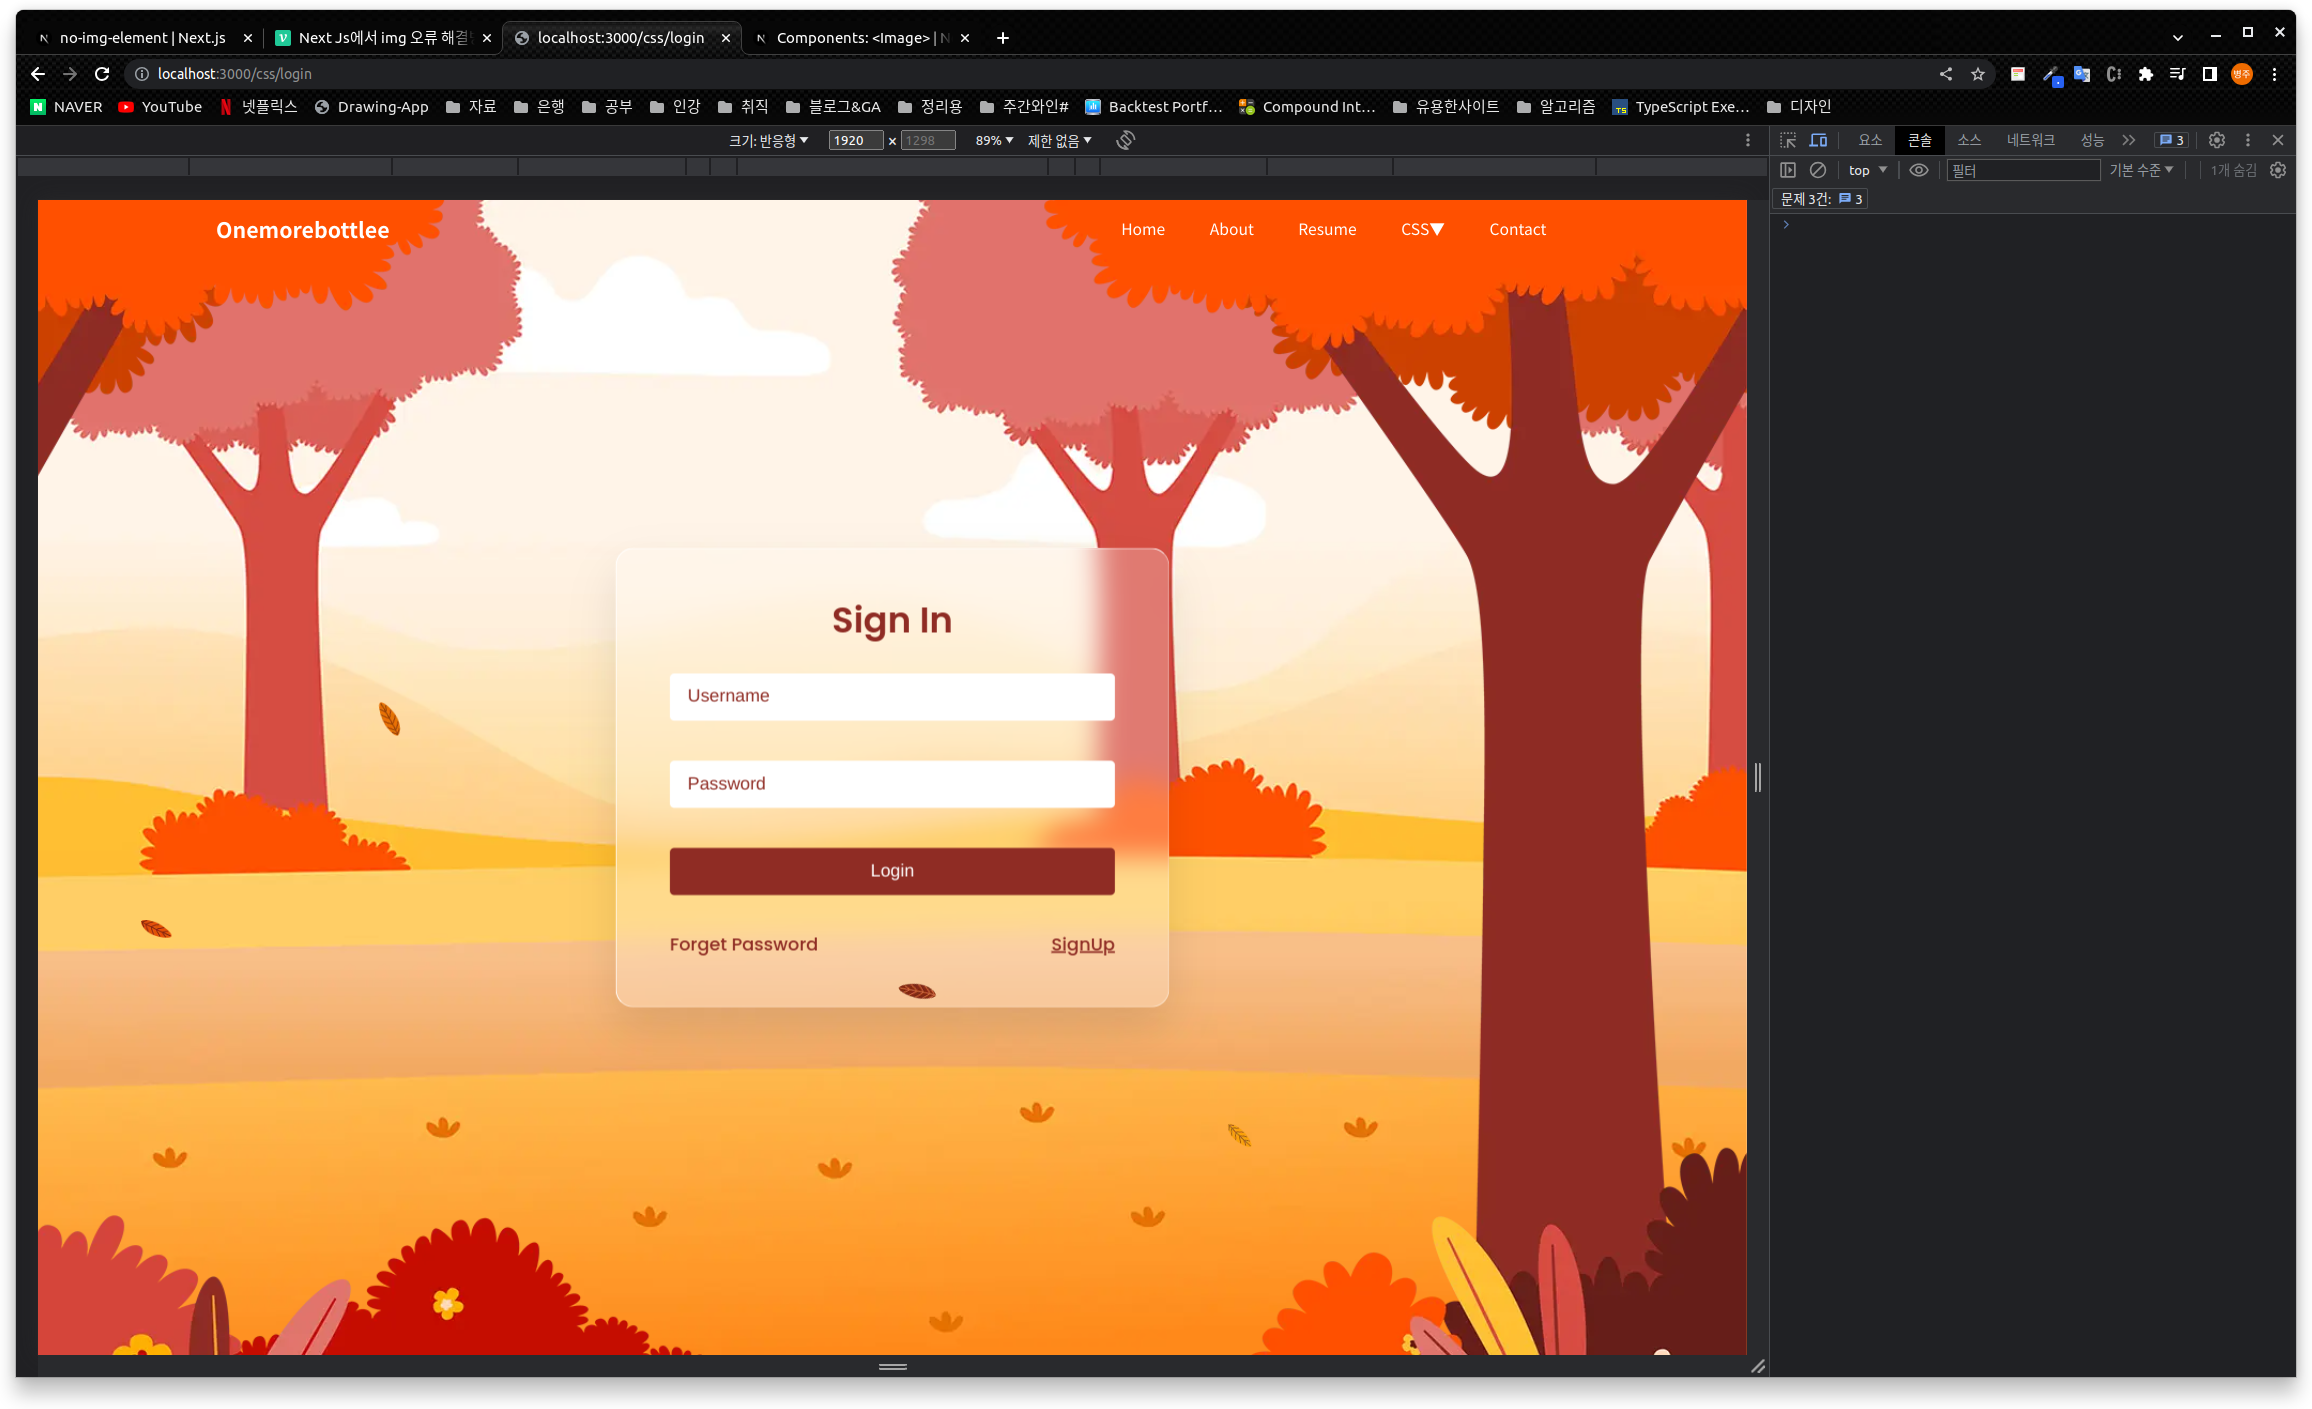 no-img-element | Next.js
Next Js에서 img 오류 해결
localhost:3000/css/login
Components: <Image> | N
localhost:3000/css/login
NAVER YouTube 넷플릭스 Drawing-App 자료 은행 공부 인강 취직 블로그&GA 정리용 주간와인# Backtest Portf... Compound Int... 유용한사이트 알고리즘 TypeScript Exe... 디자인
크기: 반응형 1920 × 1298 89% 제한 없음
요소 콘솔 소스 네트워크 성능 3
top 필터 기본 수준 1개 숨김
문제 3건: 3
Onemorebottlee
Home About Resume CSS▼ Contact
Sign In
Username
Password
Login
Forget Password SignUp